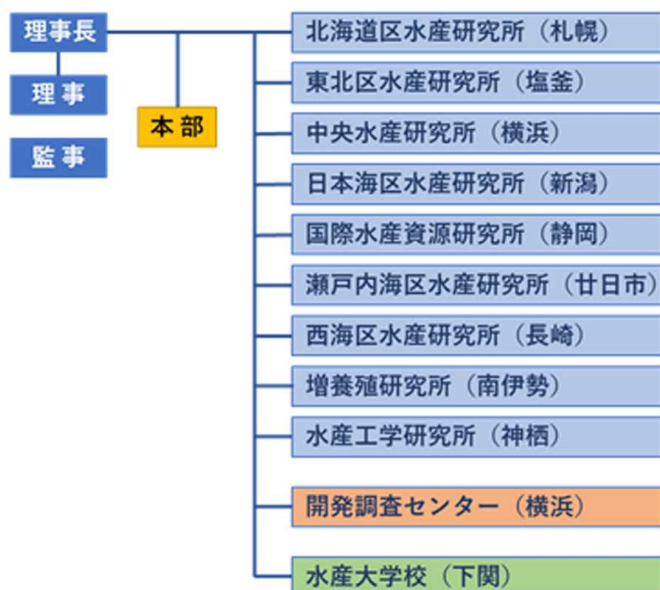 理事長
理 事
監 事
本 部
北海道区水産研究所（札幌）
東北区水産研究所（塩釜）
中央水産研究所（横浜）
日本海区水産研究所（新潟）
国際水産資源研究所（静岡）
瀬戸内海区水産研究所（廿日市）
西海区水産研究所（長崎）
増養殖研究所（南伊勢）
水産工学研究所（神栖）
開発調査センター（横浜）
水産大学校（下関）